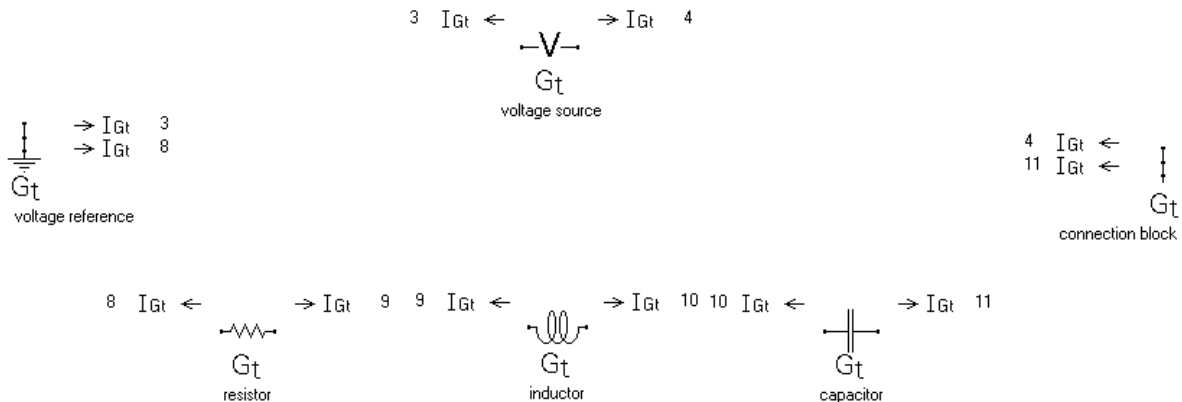 3 IGt IGt 4
V
Gt
voltage source
IGt 3
IGt 8
Gt
voltage reference
4 IGt
11 IGt
Gt
connection block
8 IGt IGt 9 9 IGt IGt 10 10 IGt IGt 11
Gt Gt Gt
resistor inductor capacitor